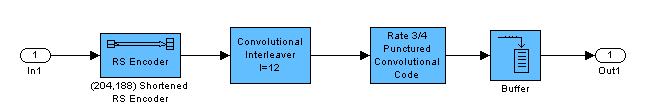 1
In1
RS Encoder
(204,188) Shortened
RS Encoder
Convolutional
Interleaver
I=12
Rate 3/4
Punctured
Convolutional
Code
Buffer
1
Out1